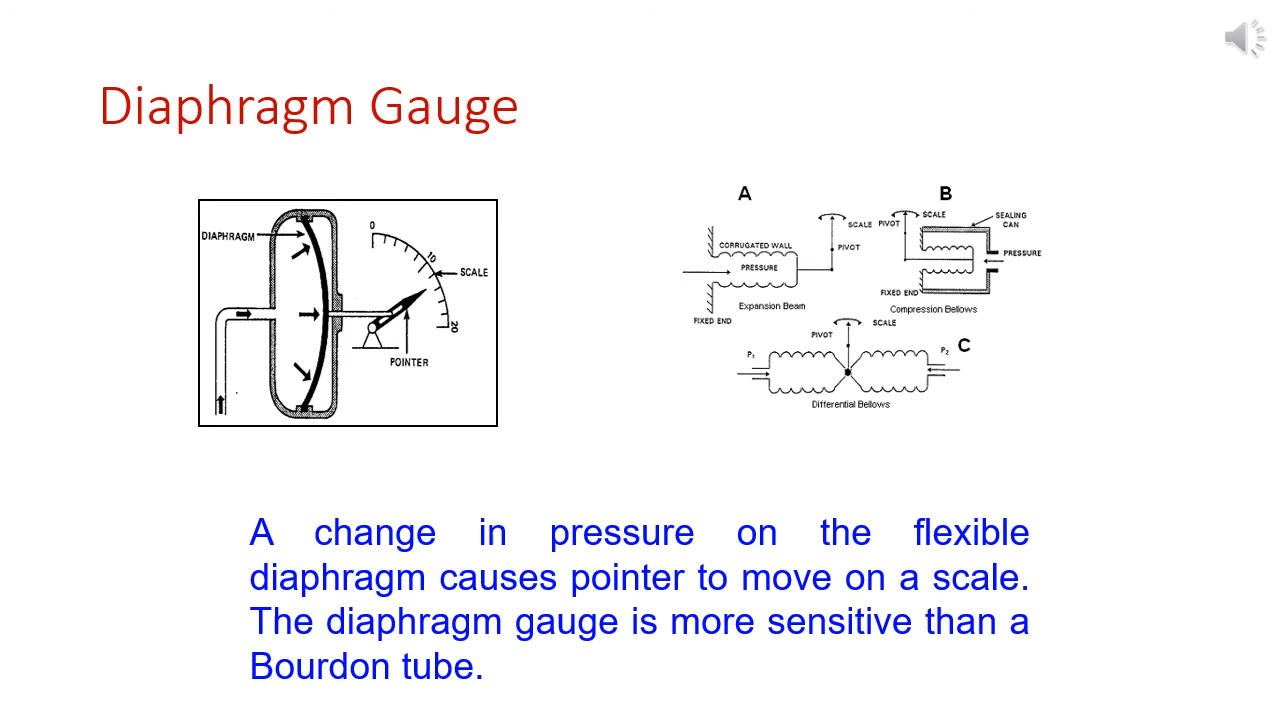 Diaphragm Gauge
DIAPHRAGM
0
10
20
SCALE
POINTER
A
SCALE
PIVOT
CORRUGATED WALL
PRESSURE
Expansion Beam
FIXED END
B
SCALE
PIVOT
SEALING
CAN
PRESSURE
FIXED END
Compression Bellows
SCALE
PIVOT
P1
P2
C
Differential Bellows
A change in pressure on the flexible
diaphragm causes pointer to move on a scale.
The diaphragm gauge is more sensitive than a
Bourdon tube.